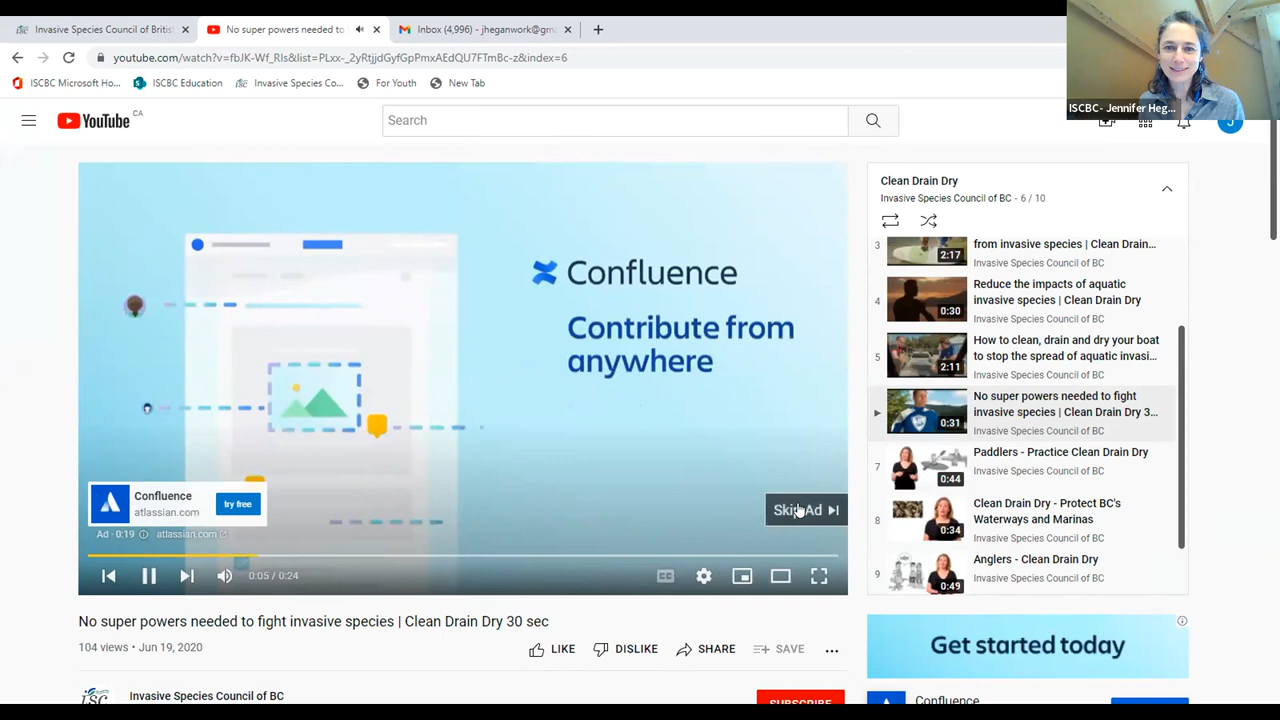 Invasive Species Council of Britis
No super powers needed to
Inbox (4,996) - jheganwork@gma
youtube.com/watch?v=fbJK-Wf_RIs&list=PLxx-_2yRtjjdGyfGpPmxAEdQU7FTmBc-z&index=6
ISCBC Microsoft Ho...
ISCBC Education
Invasive Species Co...
For Youth
New Tab
ISCBC- Jennifer Heg...
YouTube CA
Search
J
Confluence
Contribute from
anywhere
Confluence
atlassian.com
try free
Skip Ad
Ad · 0:19
atlassian.com
0:05 / 0:24
CC
No super powers needed to fight invasive species | Clean Drain Dry 30 sec
104 views • Jun 19, 2020
LIKE
DISLIKE
SHARE
SAVE
ISC
Invasive Species Council of BC
SUBSCRIBE
Clean Drain Dry
Invasive Species Council of BC - 6 / 10
3
2:17
from invasive species | Clean Drain...
Invasive Species Council of BC
4
0:30
Reduce the impacts of aquatic
invasive species | Clean Drain Dry
Invasive Species Council of BC
5
2:11
How to clean, drain and dry your boat
to stop the spread of aquatic invasi...
Invasive Species Council of BC
0:31
No super powers needed to fight
invasive species | Clean Drain Dry 3...
Invasive Species Council of BC
7
0:44
Paddlers - Practice Clean Drain Dry
Invasive Species Council of BC
8
0:34
Clean Drain Dry - Protect BC's
Waterways and Marinas
Invasive Species Council of BC
9
0:49
Anglers - Clean Drain Dry
Invasive Species Council of BC
Get started today
Confluence